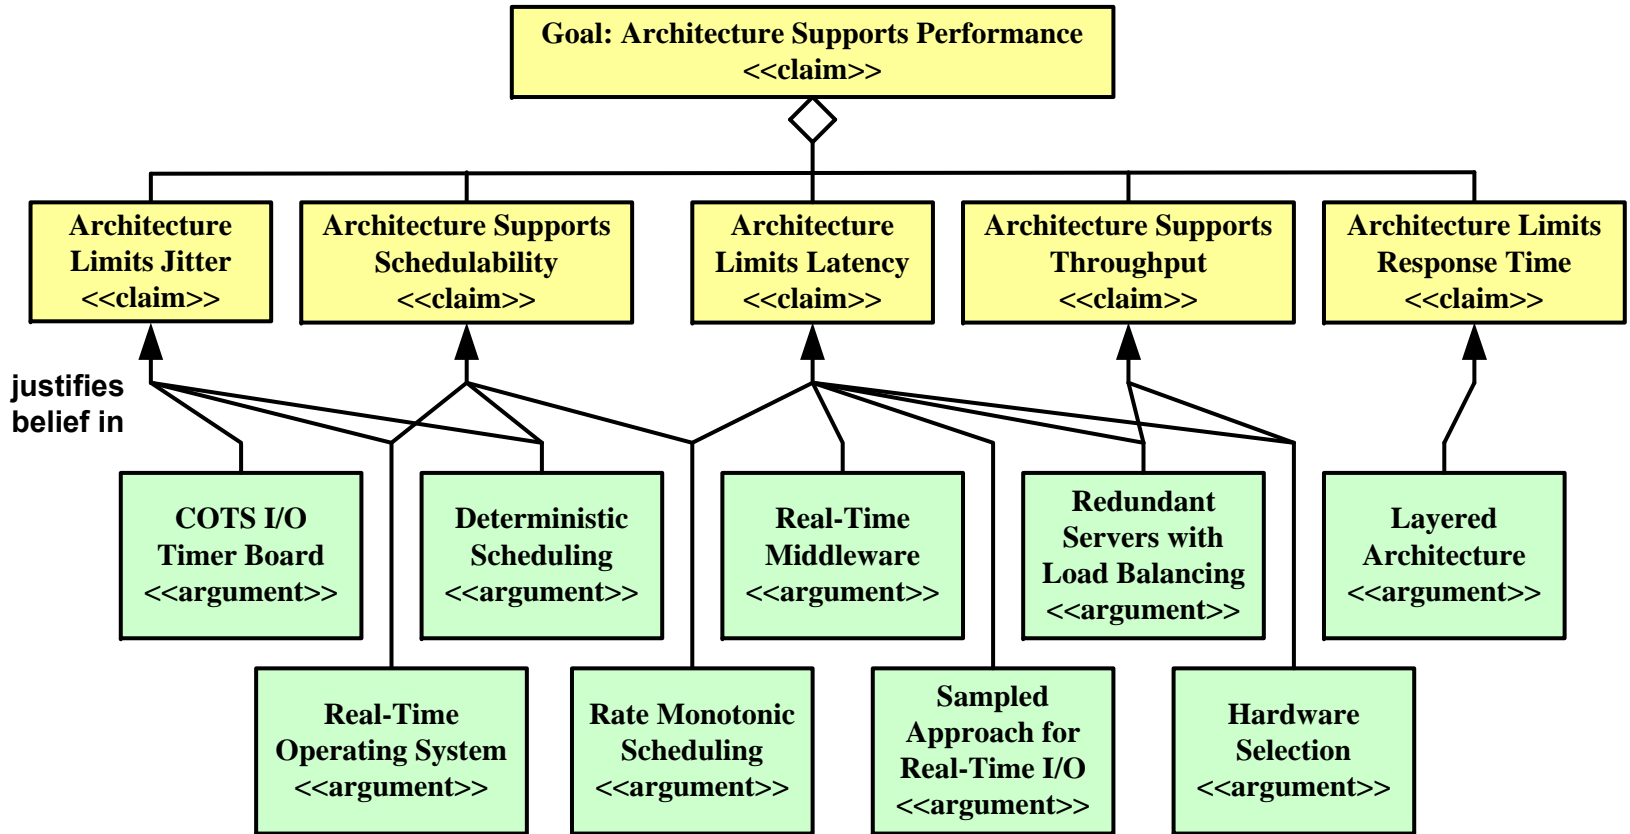 Goal: Architecture Supports Performance
<<claim>>
Architecture
Limits Jitter
<<claim>>
Architecture Supports
Schedulability
<<claim>>
Architecture
Limits Latency
<<claim>>
Architecture Supports
Throughput
<<claim>>
Architecture Limits
Response Time
<<claim>>
justifies
belief in
COTS I/O
Timer Board
<<argument>>
Deterministic
Scheduling
<<argument>>
Real-Time
Middleware
<<argument>>
Redundant
Servers with
Load Balancing
<<argument>>
Layered
Architecture
<<argument>>
Real-Time
Operating System
<<argument>>
Rate Monotonic
Scheduling
<<argument>>
Sampled
Approach for
Real-Time I/O
<<argument>>
Hardware
Selection
<<argument>>